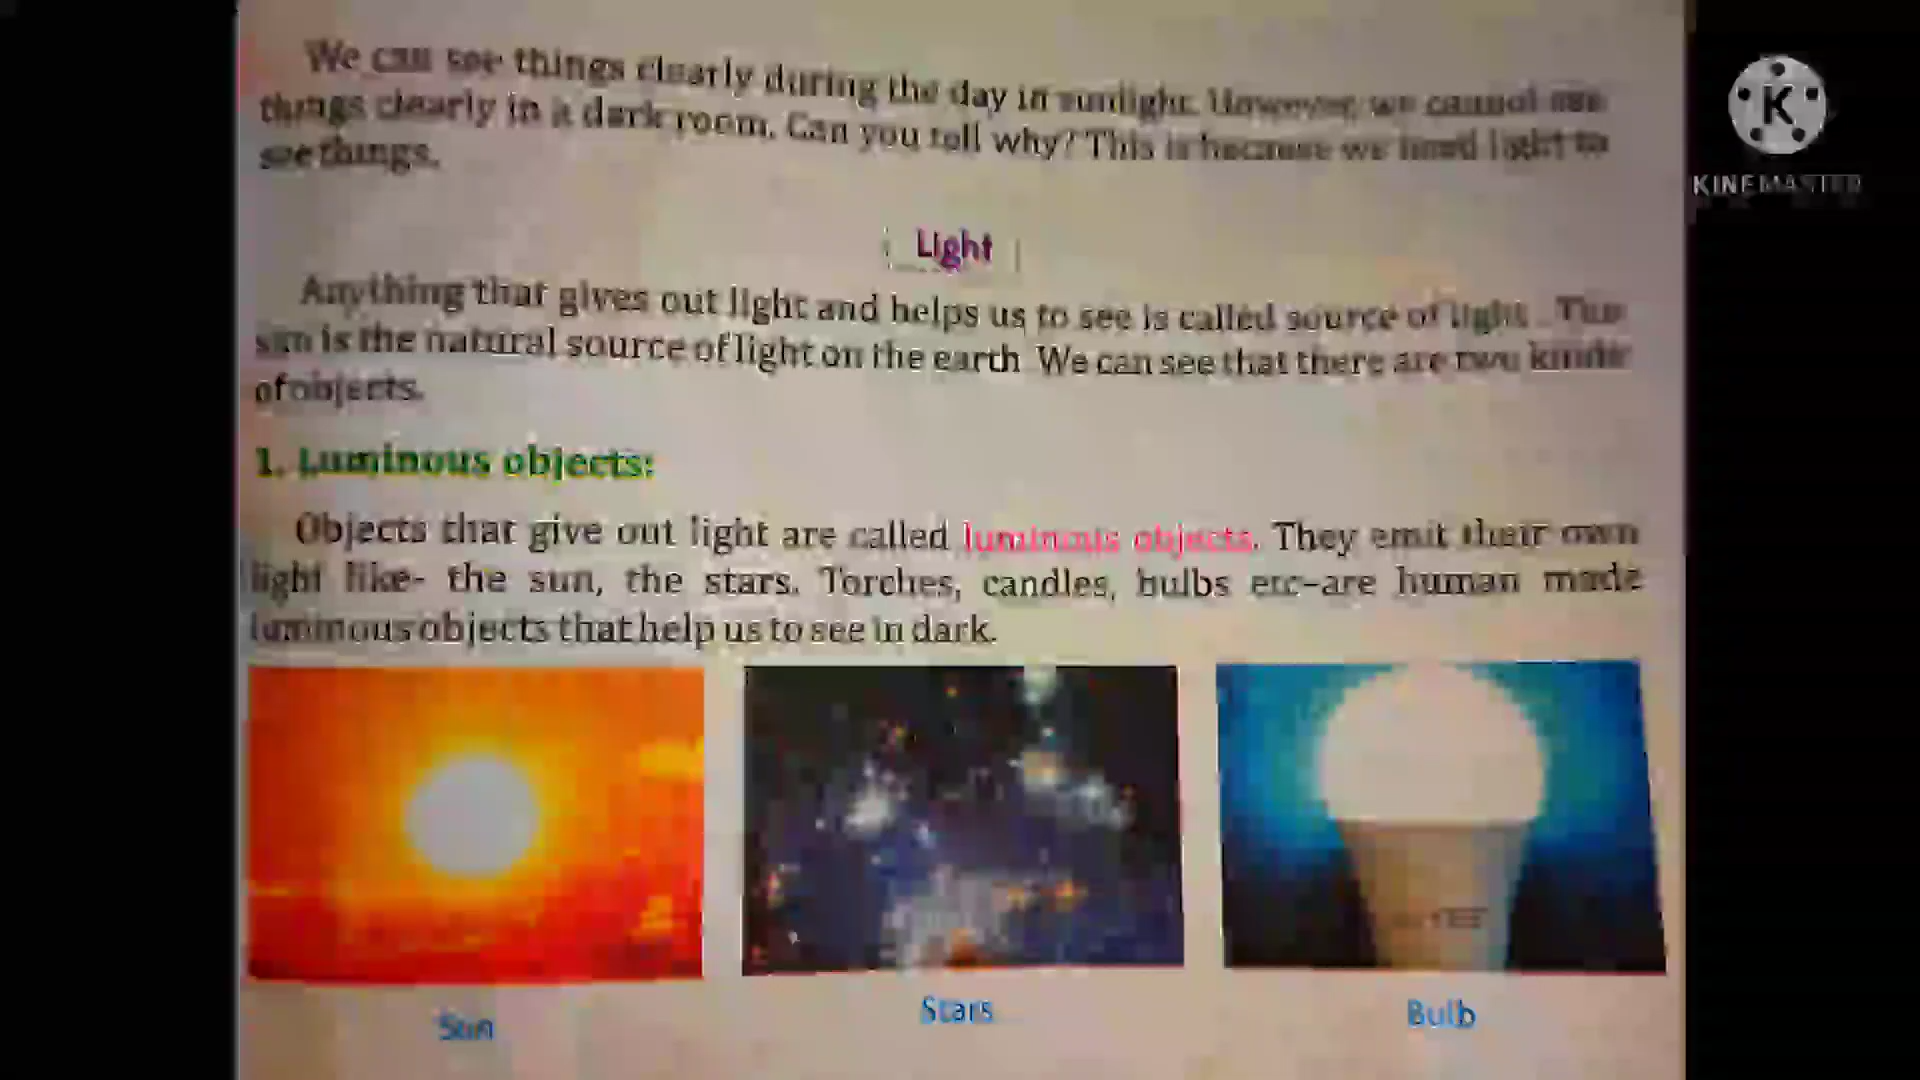 We can see things clearly during the day in sunlight. However, we cannot see
things clearly in a dark room. Can you tell why? This is because we need light to
see things.
Light
Anything that gives out light and helps us to see is called source of light. The
sun is the natural source of light on the earth. We can see that there are two kinds
of objects.
1. Luminous objects:
Objects that give out light are called luminous objects. They emit their own
light like- the sun, the stars. Torches, candles, bulbs etc-are human made
luminous objects that help us to see in dark.
Sun
Stars
Bulb
K
KINEMASTER